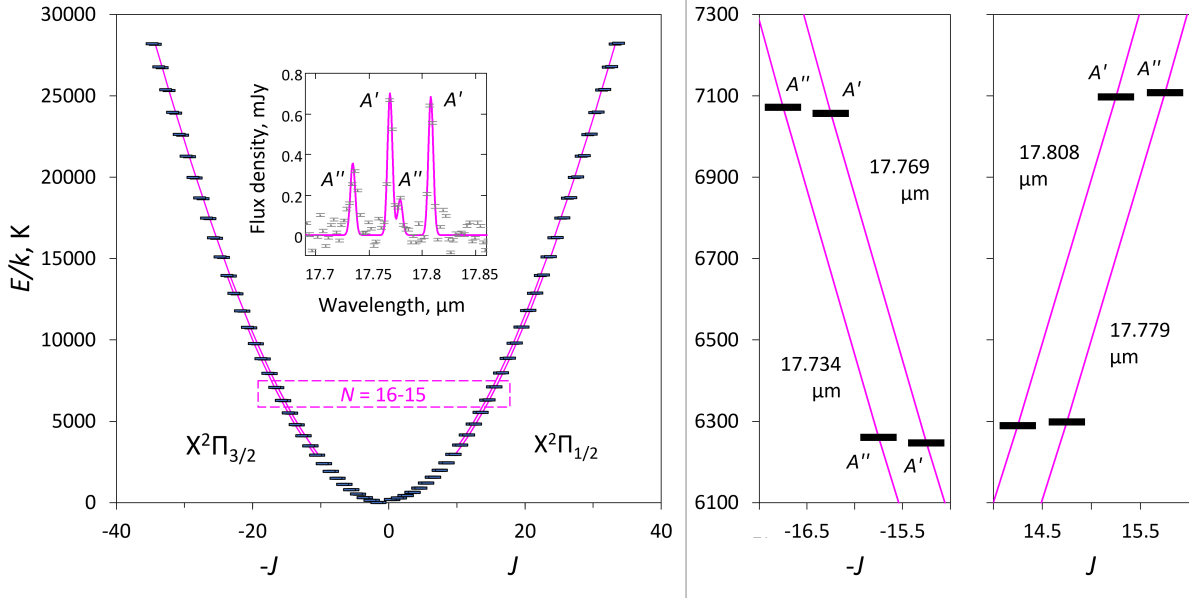 30000
25000
20000
15000
10000
5000
0
E/k, K
-40
-20
0
20
40
-J
J
X²Π3/2
X²Π1/2
N = 16-15
0.8
0.6
0.4
0.2
0
Flux density, mJy
A'
A'
A''
A''
17.7
17.76
17.8
17.86
Wavelength, µm
7300
7100
6900
6700
6500
6300
6100
A''
A'
17.769
µm
17.734
µm
A''
A'
-16.5
-15.5
-J
A'
A''
17.808
µm
17.779
µm
14.5
15.5
J